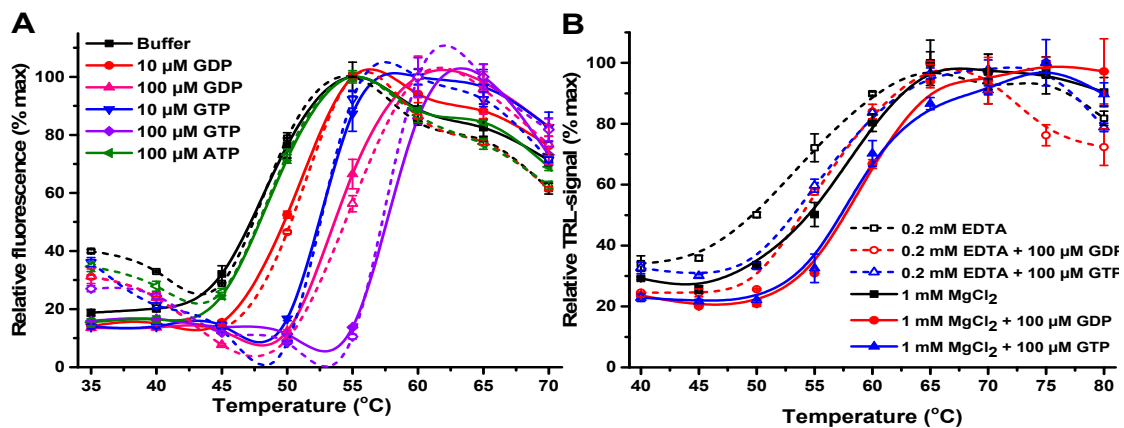 A
Relative fluorescence (% max)
120
100
80
60
40
20
0
Buffer
10 µM GDP
100 µM GDP
10 µM GTP
100 µM GTP
100 µM ATP
35 40 45 50 55 60 65 70
Temperature (°C)
B
Relative TRL-signal (% max)
120
100
80
60
40
20
0
0.2 mM EDTA
0.2 mM EDTA + 100 µM GDP
0.2 mM EDTA + 100 µM GTP
1 mM MgCl2
1 mM MgCl2 + 100 µM GDP
1 mM MgCl2 + 100 µM GTP
40 45 50 55 60 65 70 75 80
Temperature (°C)